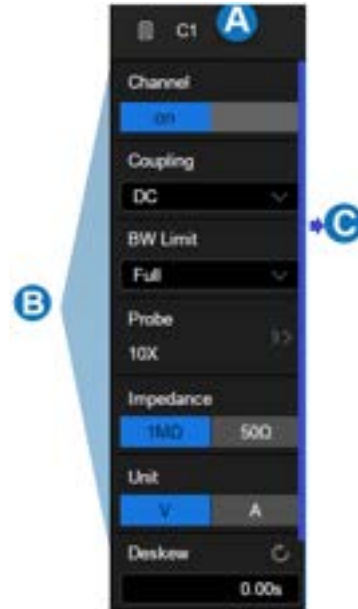 C1 A
Channel
on
Coupling
DC
C
BW Limit
Full
B
Probe
10X
Impedance
1MΩ 50Ω
Unit
V A
Deskew
0.00s